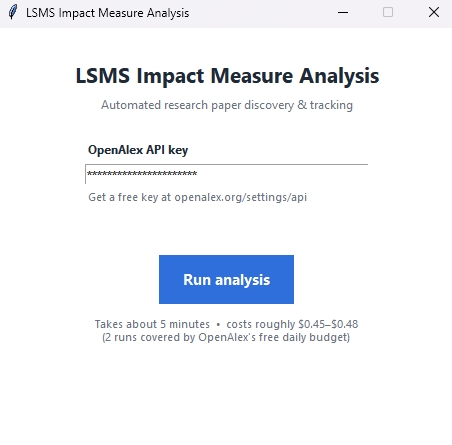 LSMS Impact Measure Analysis
LSMS Impact Measure Analysis
Automated research paper discovery & tracking
OpenAlex API key
**********************
Get a free key at openalex.org/settings/api
Run analysis
Takes about 5 minutes • costs roughly $0.45–$0.48
(2 runs covered by OpenAlex's free daily budget)